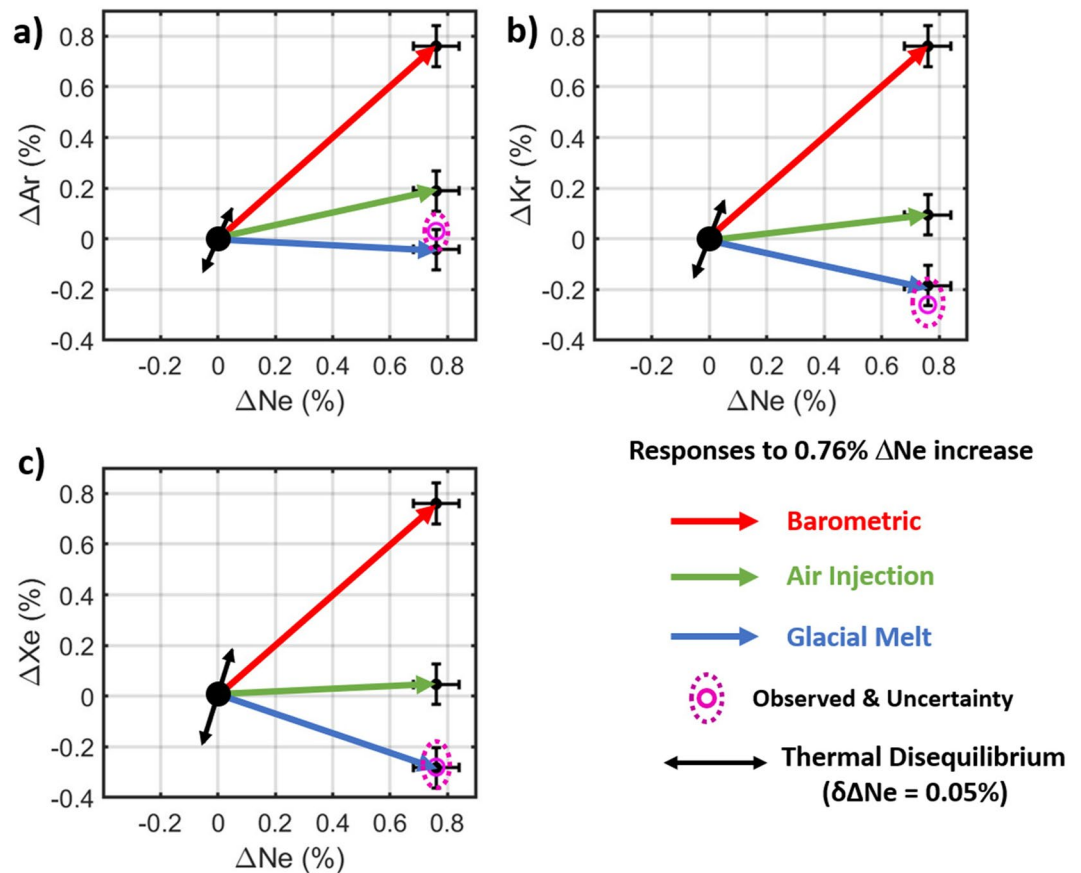 a)
0.8
0.6
0.4
0.2
0
-0.2
-0.4
ΔAr (%)
-0.2 0 0.2 0.4 0.6 0.8
ΔNe (%)
b)
0.8
0.6
0.4
0.2
0
-0.2
-0.4
ΔKr (%)
-0.2 0 0.2 0.4 0.6 0.8
ΔNe (%)
c)
0.8
0.6
0.4
0.2
0
-0.2
-0.4
ΔXe (%)
-0.2 0 0.2 0.4 0.6 0.8
ΔNe (%)
Responses to 0.76% ΔNe increase
Barometric
Air Injection
Glacial Melt
Observed & Uncertainty
Thermal Disequilibrium
(δΔNe = 0.05%)